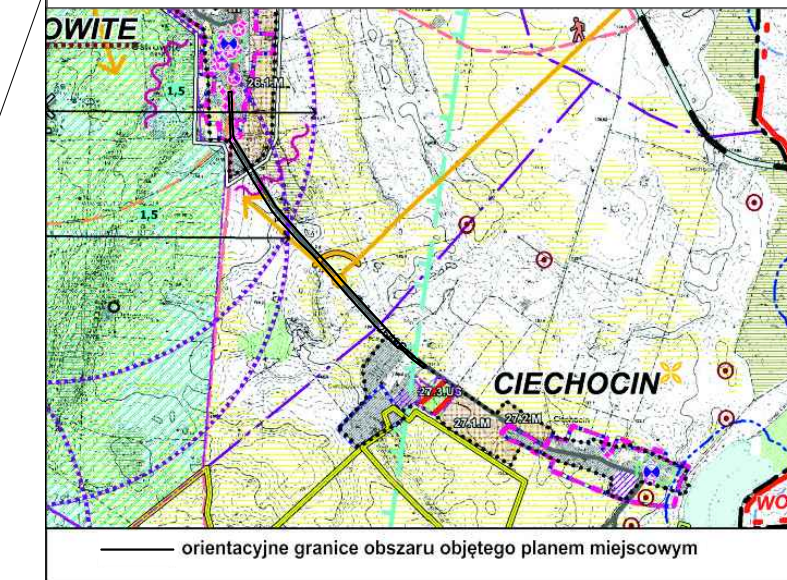 OWITE
26.1.M
1,5
1,5
CIECHOCIN
27.3.US
27.1.M
27.2.M
Ciechocin
WO
orientacyjne granice obszaru objętego planem miejscowym